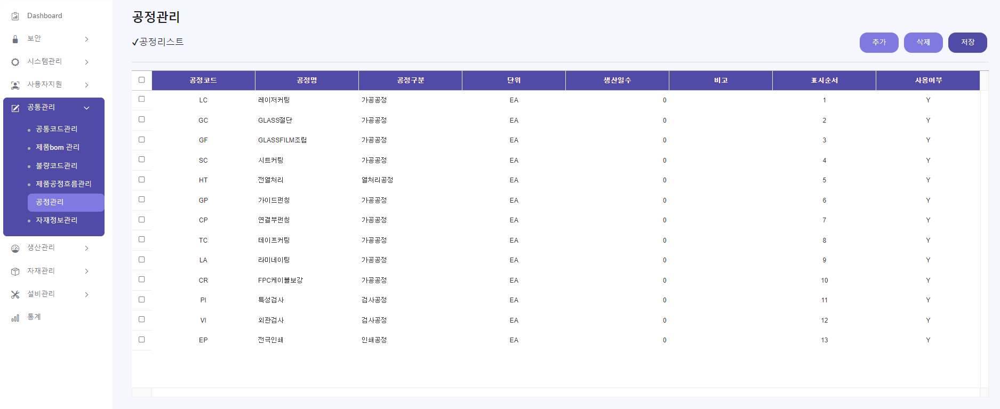 Dashboard
보안
시스템관리
사용자지원
공통관리
공통코드관리
제품bom 관리
불량코드관리
제품공정흐름관리
공정관리
자재정보관리
생산관리
자재관리
설비관리
통계
공정관리
✓공정리스트
추가 삭제 저장
공정코드 공정명 공정구분 단위 생산일수 비고 표시순서 사용여부
LC 레이저커팅 가공공정 EA 0 1 Y
GC GLASS절단 가공공정 EA 0 2 Y
GF GLASSFILM조립 가공공정 EA 0 3 Y
SC 시트커팅 가공공정 EA 0 4 Y
HT 전열처리 열처리공정 EA 0 5 Y
GP 가이드펀칭 가공공정 EA 0 6 Y
CP 연결부펀칭 가공공정 EA 0 7 Y
TC 테이프커팅 가공공정 EA 0 8 Y
LA 라미네이팅 가공공정 EA 0 9 Y
CR FPC케이블보강 가공공정 EA 0 10 Y
PI 특성검사 검사공정 EA 0 11 Y
VI 외관검사 검사공정 EA 0 12 Y
EP 전극인쇄 인쇄공정 EA 0 13 Y